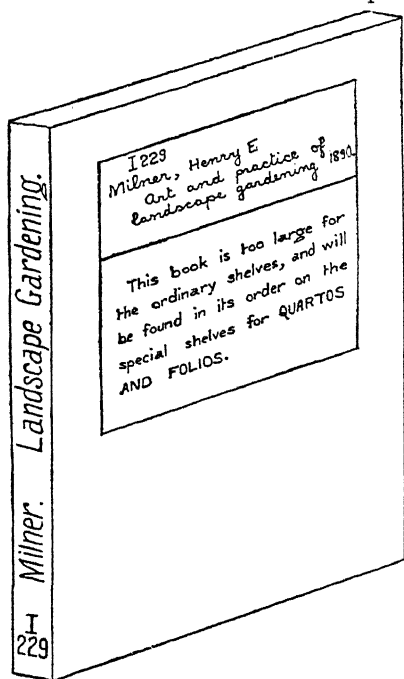 Milner. Landscape Gardening.
I
229
I 229
Milner, Henry E
Art and practice of
landscape gardening 1890.
This book is too large for
the ordinary shelves, and will
be found in its order on the
special shelves for QUARTOS
AND FOLIOS.